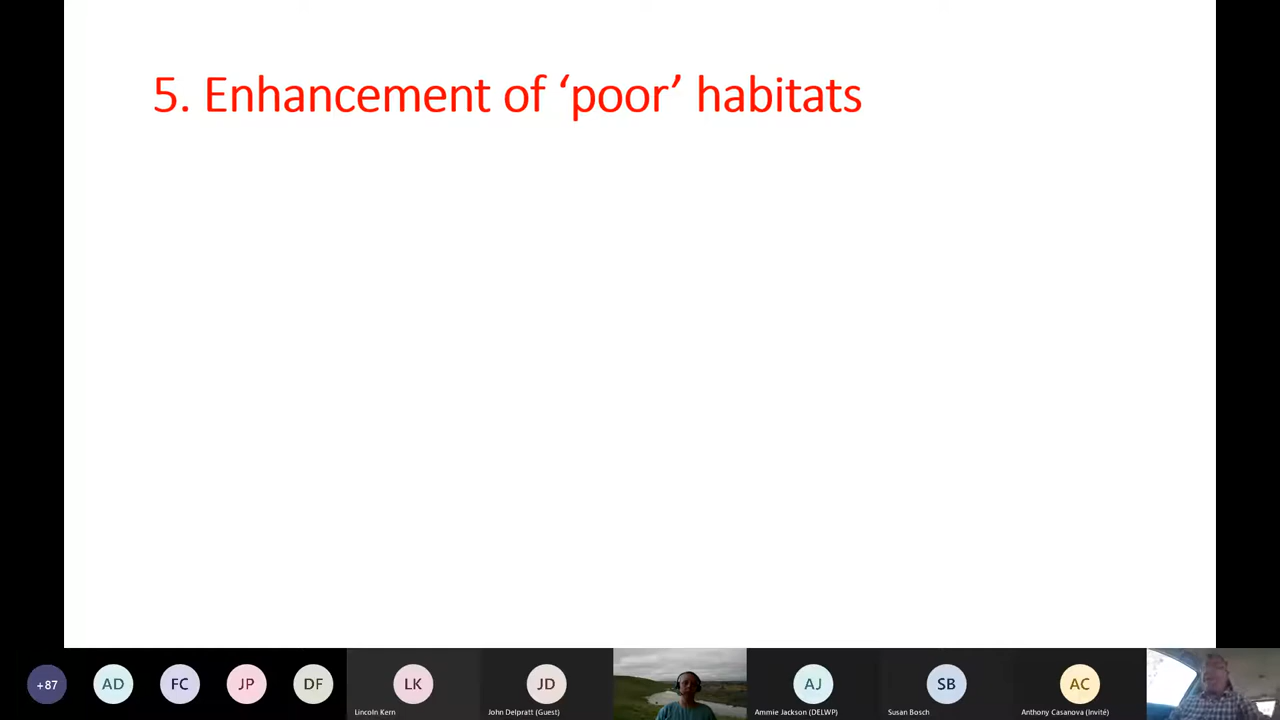 5. Enhancement of ‘poor’ habitats
+87
AD
FC
JP
DF
LK
Lincoln Kern
JD
John Delpratt (Guest)
AJ
Ammie Jackson (DELWP)
SB
Susan Bosch
AC
Anthony Casanova (Invité)